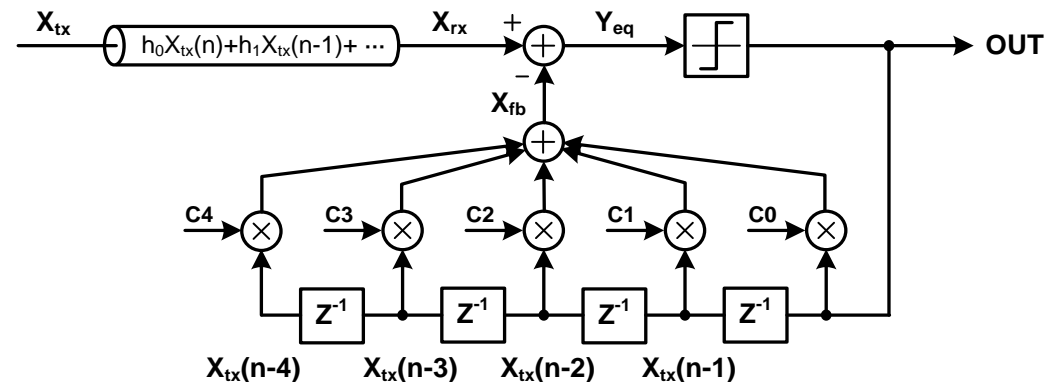 X_tx h₀X_tx(n)+h₁X_tx(n-1)+ ··· X_rx + + Y_eq OUT
−
X_fb
+
C4 × C3 × C2 × C1 × C0 ×
Z⁻¹ Z⁻¹ Z⁻¹ Z⁻¹
X_tx(n-4) X_tx(n-3) X_tx(n-2) X_tx(n-1)